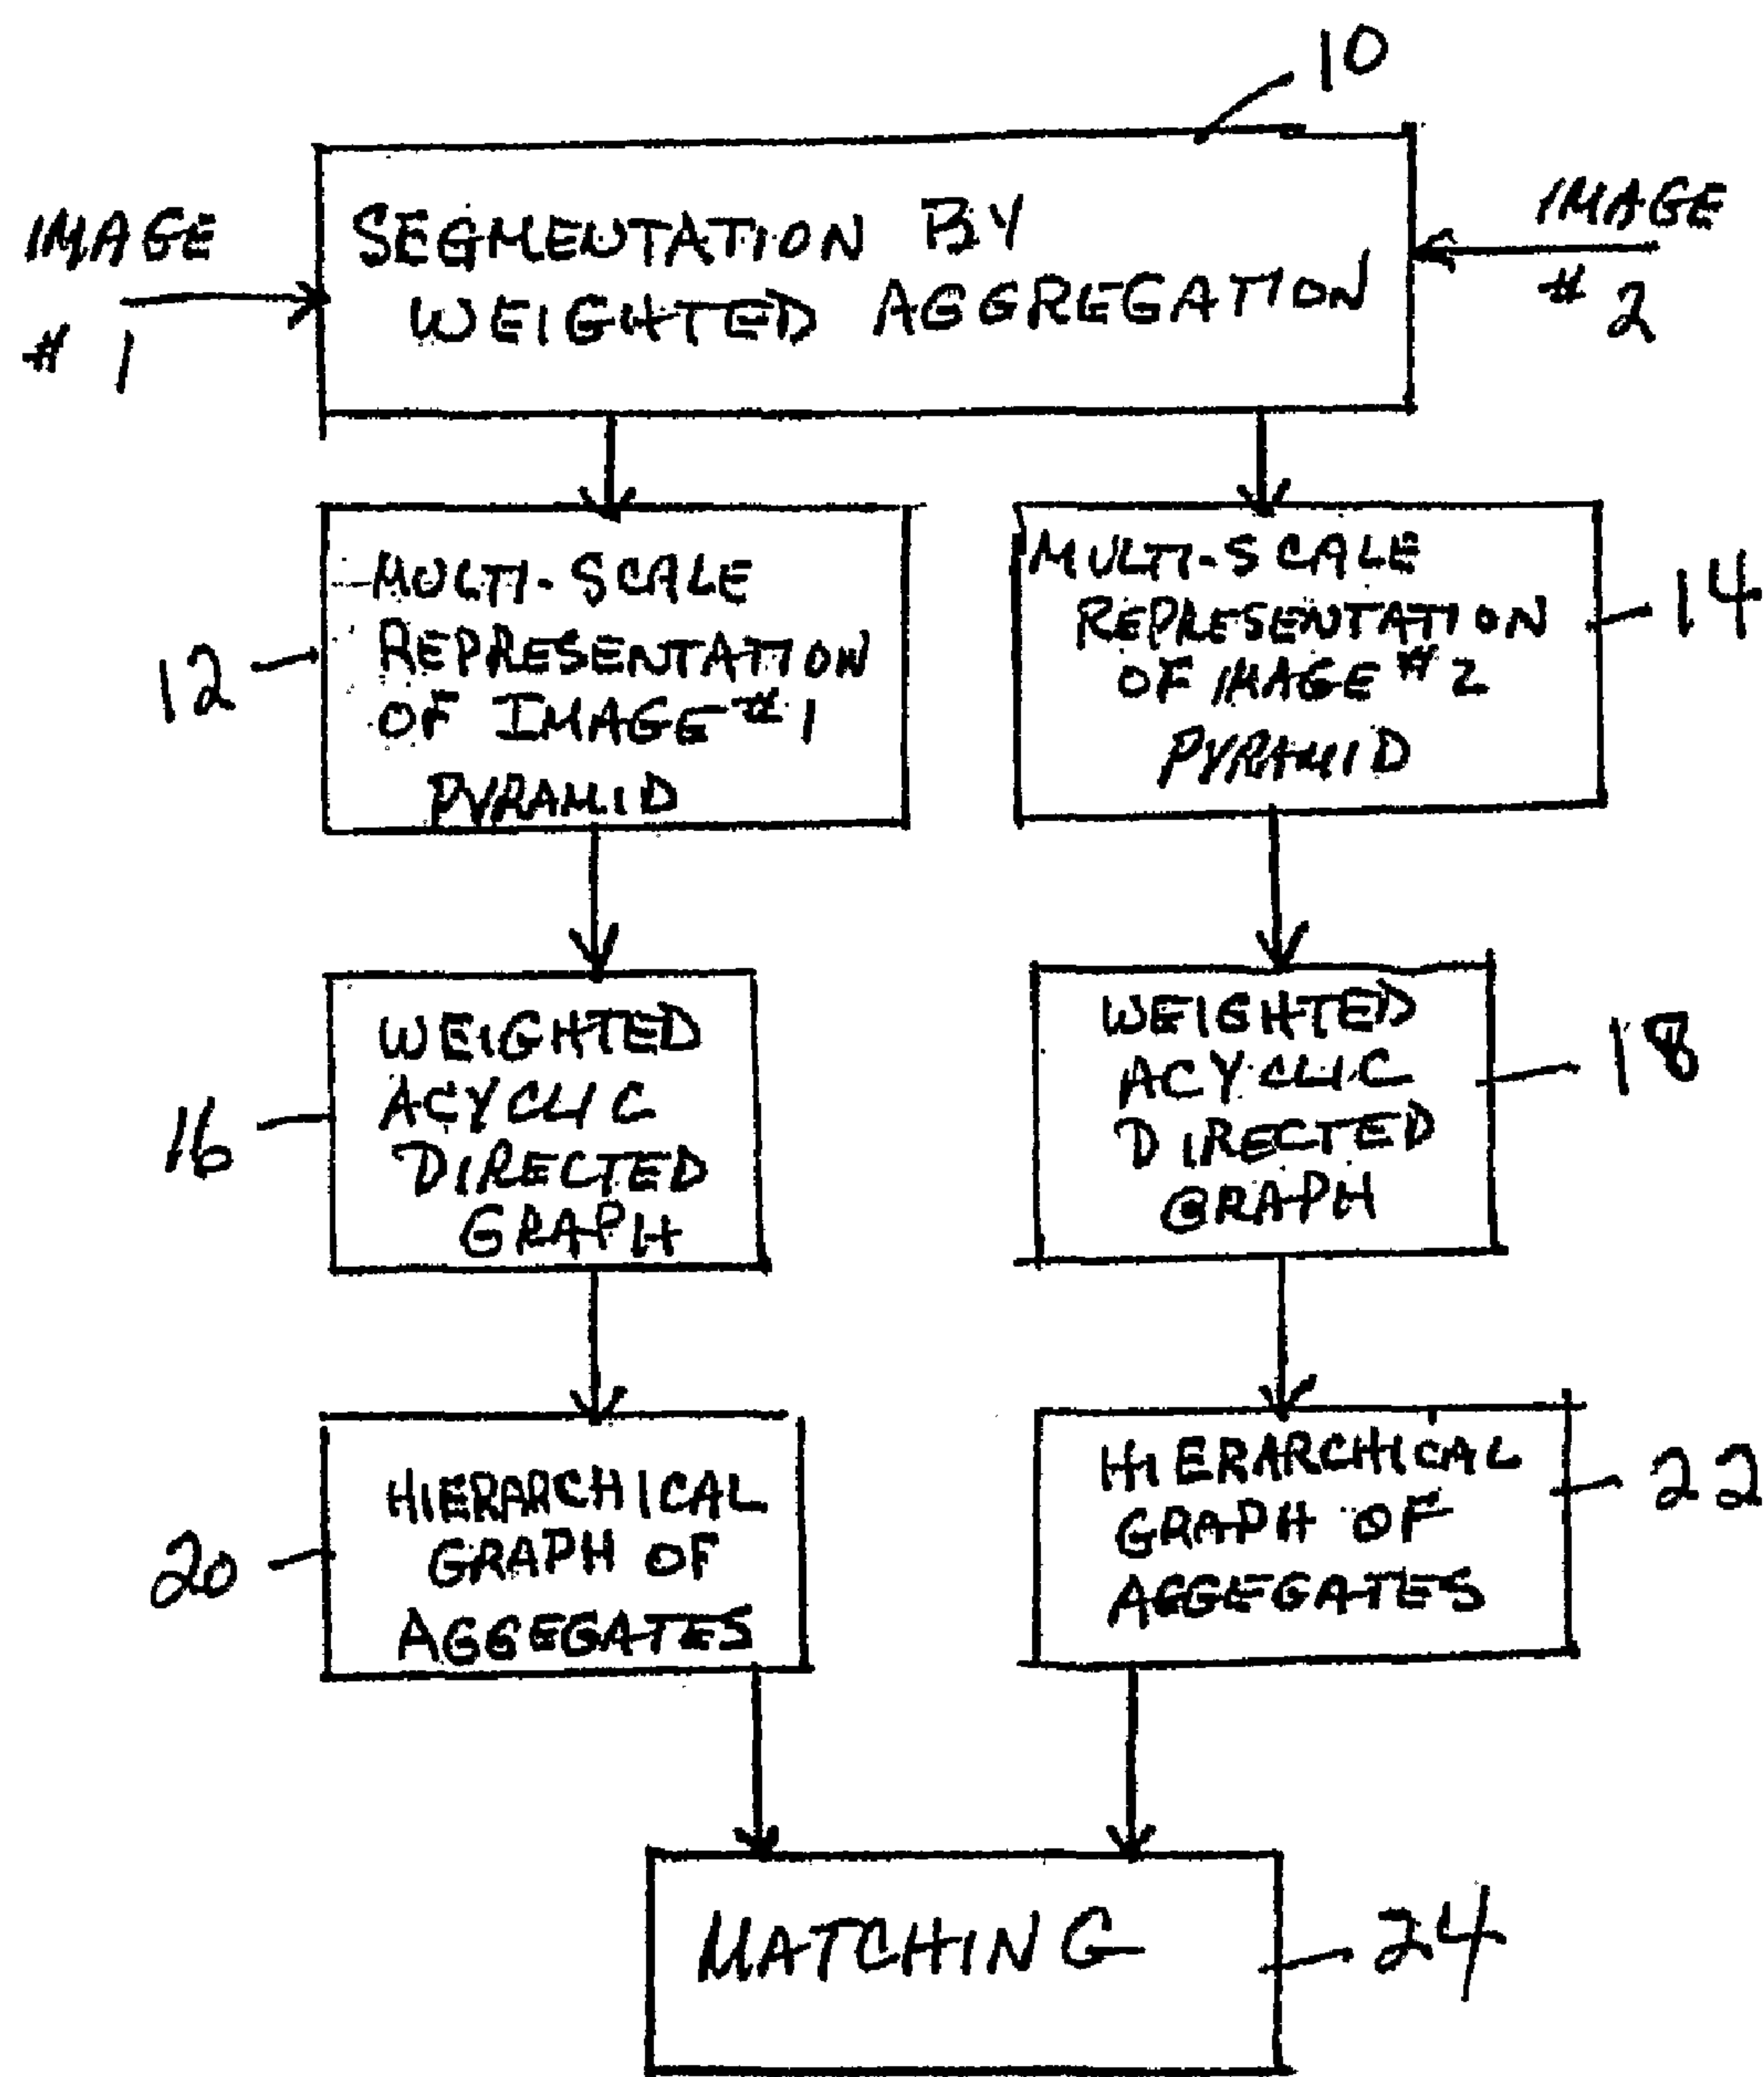 10
IMAGE
# 1
SEGMENTATION BY
WEIGHTED AGGREGATION
IMAGE
# 2
12
MULTI-SCALE
REPRESENTATION
OF IMAGE #1
PYRAMID
MULTI-SCALE
REPRESENTATION
OF IMAGE #2
PYRAMID
14
16
WEIGHTED
ACYCLIC
DIRECTED
GRAPH
WEIGHTED
ACYCLIC
DIRECTED
GRAPH
18
20
HIERARCHICAL
GRAPH OF
AGGEGATES
HIERARCHICAL
GRAPH OF
AGGEGATES
22
MATCHING
24